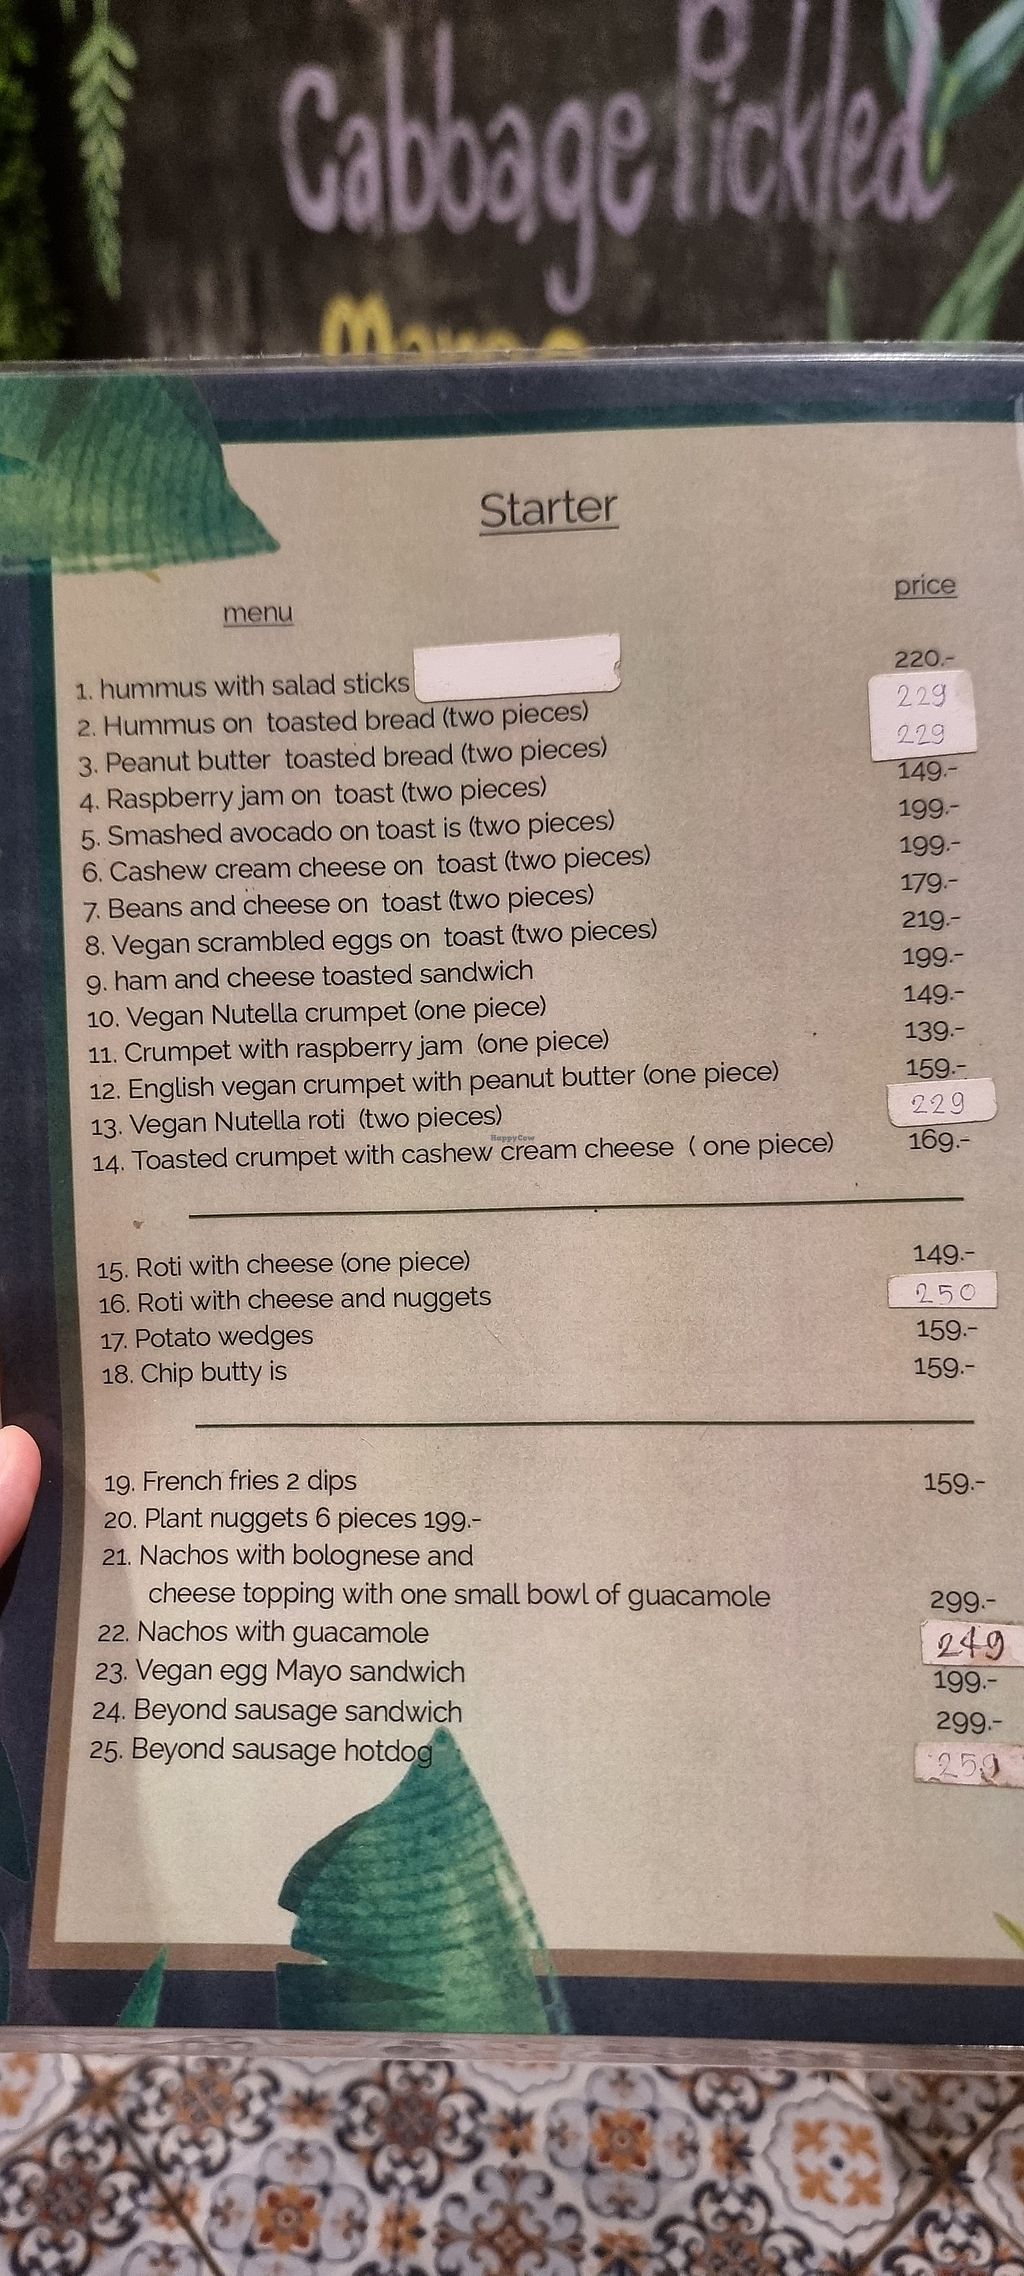 Cabbage Pickled
Starter
menu price
1. hummus with salad sticks 220.-
2. Hummus on toasted bread (two pieces) 229
3. Peanut butter toasted bread (two pieces) 229
4. Raspberry jam on toast (two pieces) 149.-
5. Smashed avocado on toast is (two pieces) 199.-
6. Cashew cream cheese on toast (two pieces) 199.-
7. Beans and cheese on toast (two pieces) 179.-
8. Vegan scrambled eggs on toast (two pieces) 219.-
9. ham and cheese toasted sandwich 199.-
10. Vegan Nutella crumpet (one piece) 149.-
11. Crumpet with raspberry jam (one piece) 139.-
12. English vegan crumpet with peanut butter (one piece) 159.-
13. Vegan Nutella roti (two pieces) 229
HappyCow
14. Toasted crumpet with cashew cream cheese ( one piece) 169.-
15. Roti with cheese (one piece) 149.-
16. Roti with cheese and nuggets 250
17. Potato wedges 159.-
18. Chip butty is 159.-
19. French fries 2 dips 159.-
20. Plant nuggets 6 pieces 199.-
21. Nachos with bolognese and
cheese topping with one small bowl of guacamole 299.-
22. Nachos with guacamole 249
23. Vegan egg Mayo sandwich 199.-
24. Beyond sausage sandwich 299.-
25. Beyond sausage hotdog 259